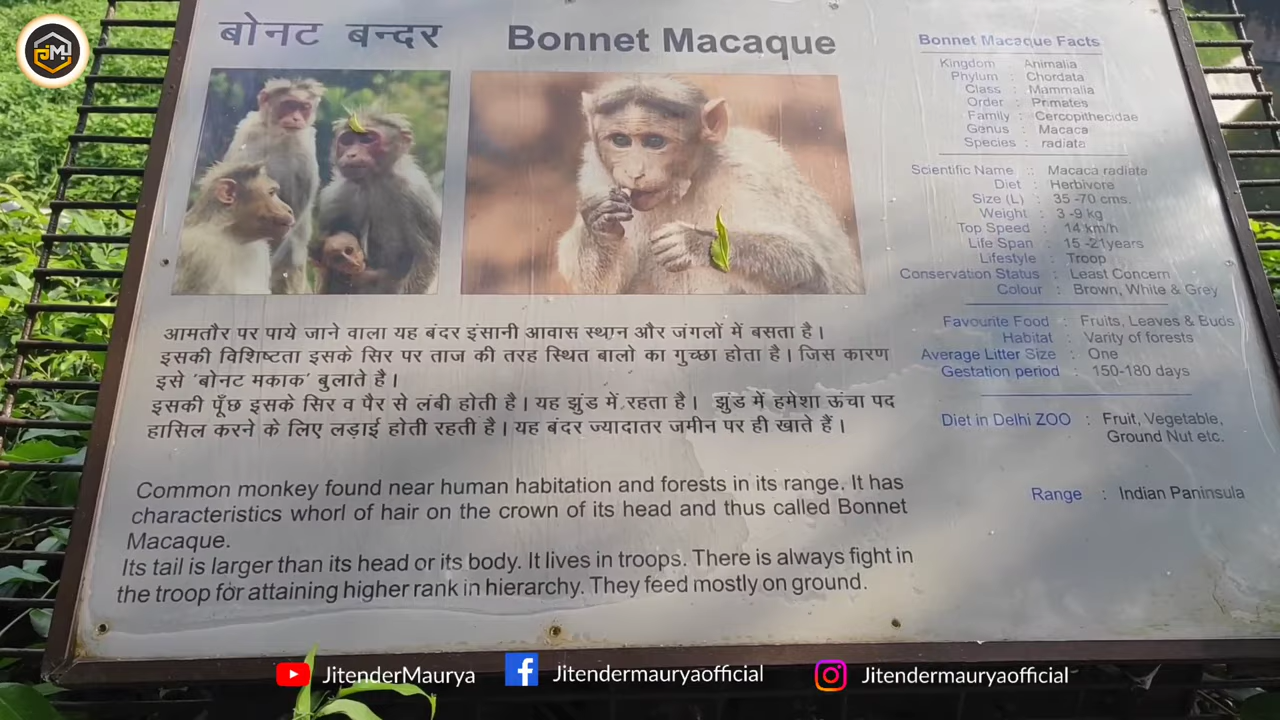 JM
बोनट बन्दर
Bonnet Macaque
आमतौर पर पाये जाने वाला यह बंदर इंसानी आवास स्थान और जंगलों में बसता है।
इसकी विशिष्टता इसके सिर पर ताज की तरह स्थित बालो का गुच्छा होता है। जिस कारण
इसे ‘बोनट मकाक’ बुलाते है।
इसकी पूँछ इसके सिर व पैर से लंबी होती है। यह झुंड में रहता है। झुंड में हमेशा ऊंचा पद
हासिल करने के लिए लड़ाई होती रहती है। यह बंदर ज्यादातर जमीन पर ही खाते हैं।
Common monkey found near human habitation and forests in its range. It has
characteristics whorl of hair on the crown of its head and thus called Bonnet
Macaque.
Its tail is larger than its head or its body. It lives in troops. There is always fight in
the troop for attaining higher rank in hierarchy. They feed mostly on ground.
Bonnet Macaque Facts
Kingdom : Animalia
Phylum : Chordata
Class : Mammalia
Order : Primates
Family : Cercopithecidae
Genus : Macaca
Species : radiata
Scientific Name : Macaca radiata
Diet : Herbivore
Size (L) : 35 -70 cms.
Weight : 3 -9 kg
Top Speed : 14 km/h
Life Span : 15 -21years
Lifestyle : Troop
Conservation Status : Least Concern
Colour : Brown, White & Grey
Favourite Food : Fruits, Leaves & Buds
Habitat : Varity of forests
Average Litter Size : One
Gestation period : 150-180 days
Diet in Delhi ZOO : Fruit, Vegetable,
Ground Nut etc.
Range : Indian Paninsula
JitenderMaurya
Jitendermauryaofficial
Jitendermauryaofficial